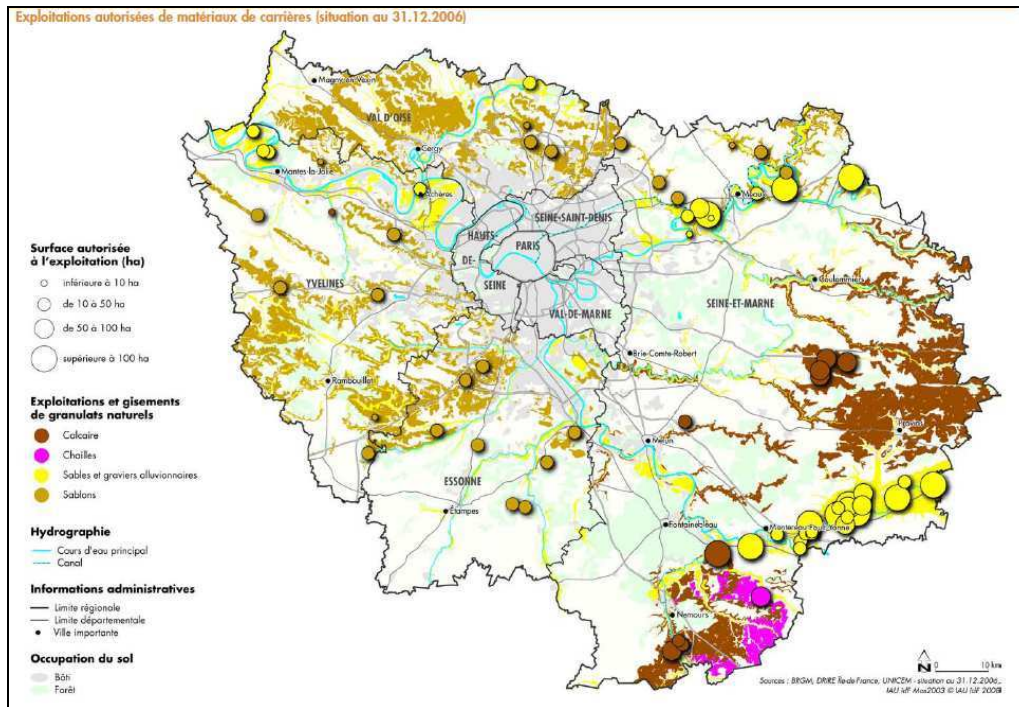 Exploitations autorisées de matériaux de carrières (situation au 31.12.2006)
Magny-en-Vexin
VAL D'OISE
Cergy
Mantes-la-Jolie
Achères
Meaux
SEINE-SAINT-DENIS
HAUTS-
PARIS
DE-
SEINE
YVELINES
VAL-DE-MARNE
SEINE-ET-MARNE
Coulommiers
Brie-Comte-Robert
Rambouillet
Provins
Melun
ESSONNE
Étampes
Fontainebleau
Montereau-Fault-Yonne
Nemours
Surface autorisée
à l'exploitation (ha)
inférieure à 10 ha
de 10 à 50 ha
de 50 à 100 ha
supérieure à 100 ha
Exploitations et gisements
de granulats naturels
Calcaire
Chailles
Sables et graviers alluvionnaires
Sablons
Hydrographie
Cours d'eau principal
Canal
Informations administratives
Limite régionale
Limite départementale
Ville importante
Occupation du sol
Bâti
Forêt
N
0 10 km
Sources : BRGM, DRIRE Île-de-France, UNICEM - situation au 31.12.2006,
IAU îdF Mos2003 © IAU îdF 2008